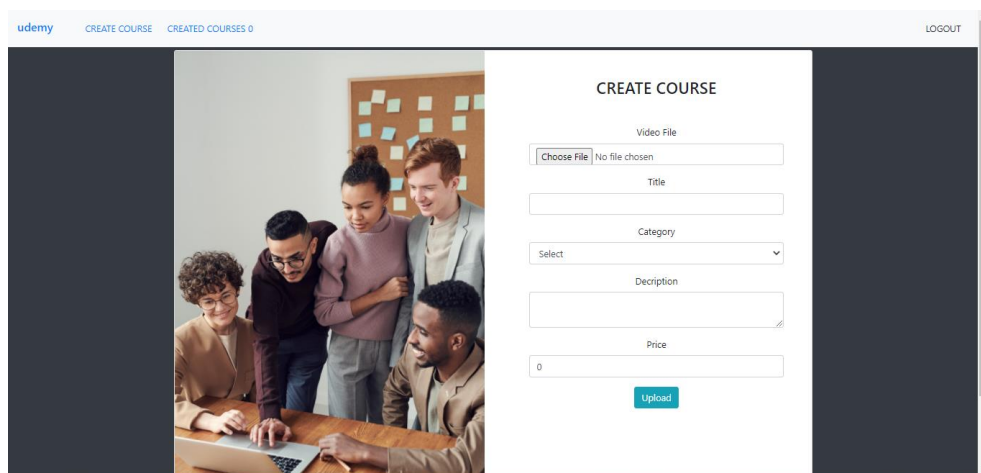 udemy
CREATE COURSE
CREATED COURSES 0
LOGOUT
CREATE COURSE
Video File
Choose File No file chosen
Title
Category
Select
Decription
Price
0
Upload